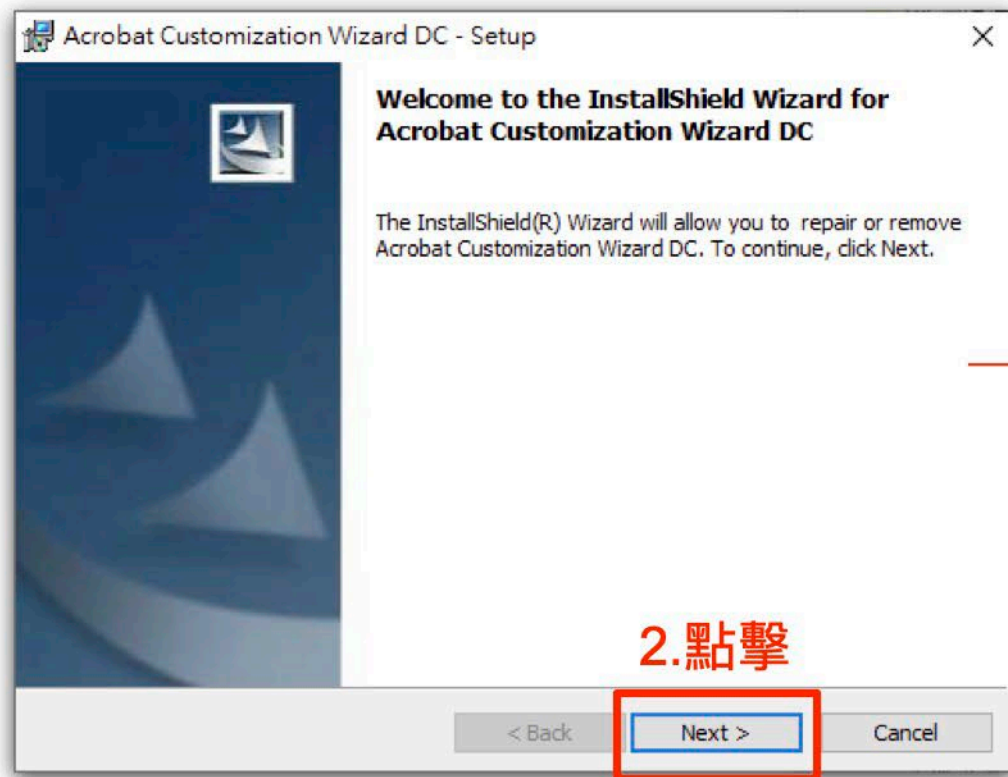 Acrobat Customization Wizard DC - Setup
Welcome to the InstallShield Wizard for
Acrobat Customization Wizard DC
The InstallShield(R) Wizard will allow you to  repair or remove
Acrobat Customization Wizard DC. To continue, click Next.
2.點擊
< Back
Next >
Cancel